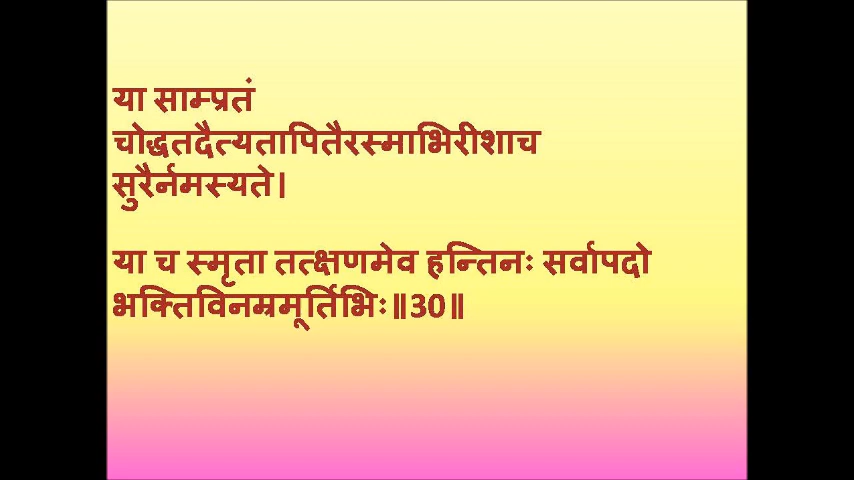 या साम्प्रतं
चोद्धतदैत्यतापितैरस्माभिरीशाच
सुरैर्नमस्यते।
या च स्मृता तत्क्षणमेव हन्तिनः सर्वापदो
भक्तिविनम्रमूर्तिभिः॥30॥